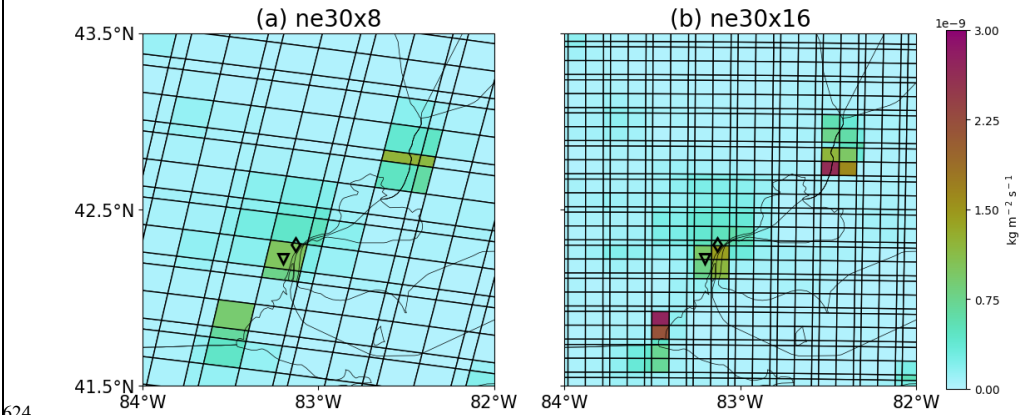 (a) ne30x8
(b) ne30x16
1e−9
43.5°N
42.5°N
41.5°N
84°W
83°W
82°W
84°W
83°W
82°W
3.00
2.25
1.50
0.75
0.00
kg m−2 s−1
624